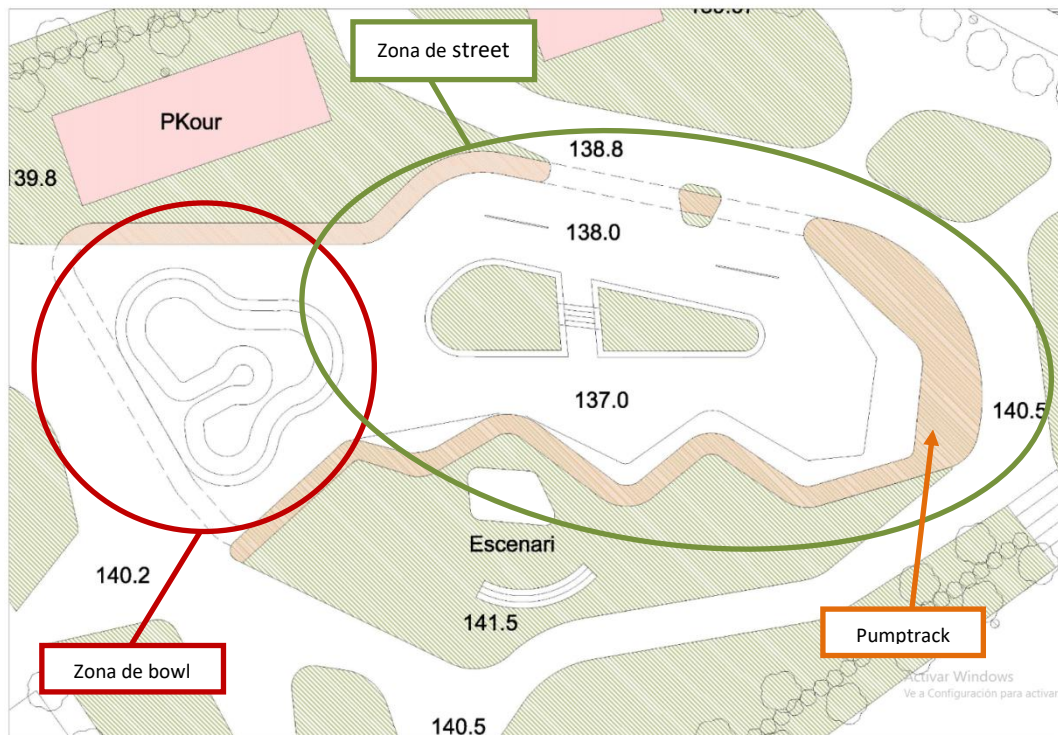 Zona de street
PKour
138.8
139.8
138.0
137.0
140.5
Escenari
140.2
141.5
Pumptrack
Zona de bowl
Activar Windows
Ve a Configuración para activar
140.5